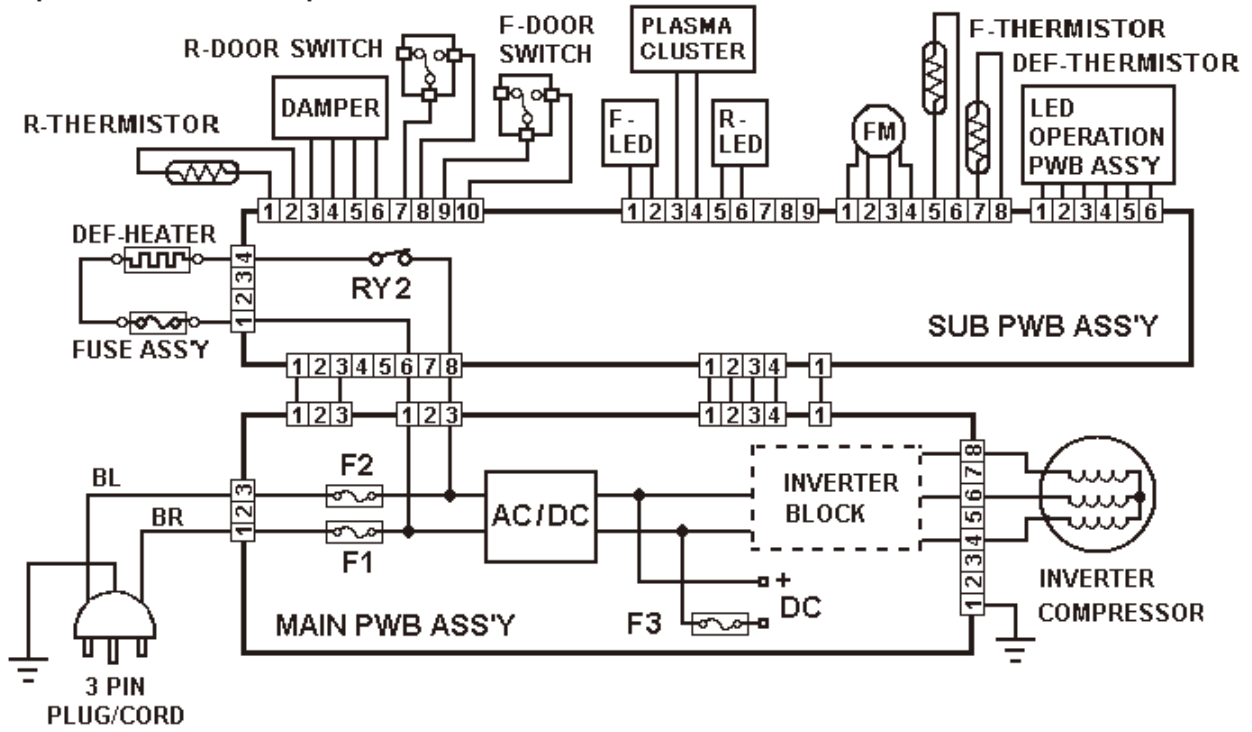 F-DOOR
SWITCH
PLASMA
CLUSTER
F-THERMISTOR
R-DOOR SWITCH
DEF-THERMISTOR
DAMPER
F-
LED
R-
LED
FM
LED
OPERATION
PWB ASS'Y
R-THERMISTOR
1 2 3 4 5 6 7 8 9 10
1 2 3 4 5 6 7 8 9
1 2 3 4 5 6 7 8
1 2 3 4 5 6
DEF-HEATER
4
3
2
1
RY2
FUSE ASS'Y
SUB PWB ASS'Y
1 2 3 4 5 6 7 8
1 2 3 4
1
1 2 3
1 2 3
1 2 3 4
1
BL
BR
3
2
1
F2
F1
AC/DC
INVERTER
BLOCK
8
7
6
5
4
3
2
1
+
DC
F3
MAIN PWB ASS'Y
INVERTER
COMPRESSOR
3 PIN
PLUG/CORD